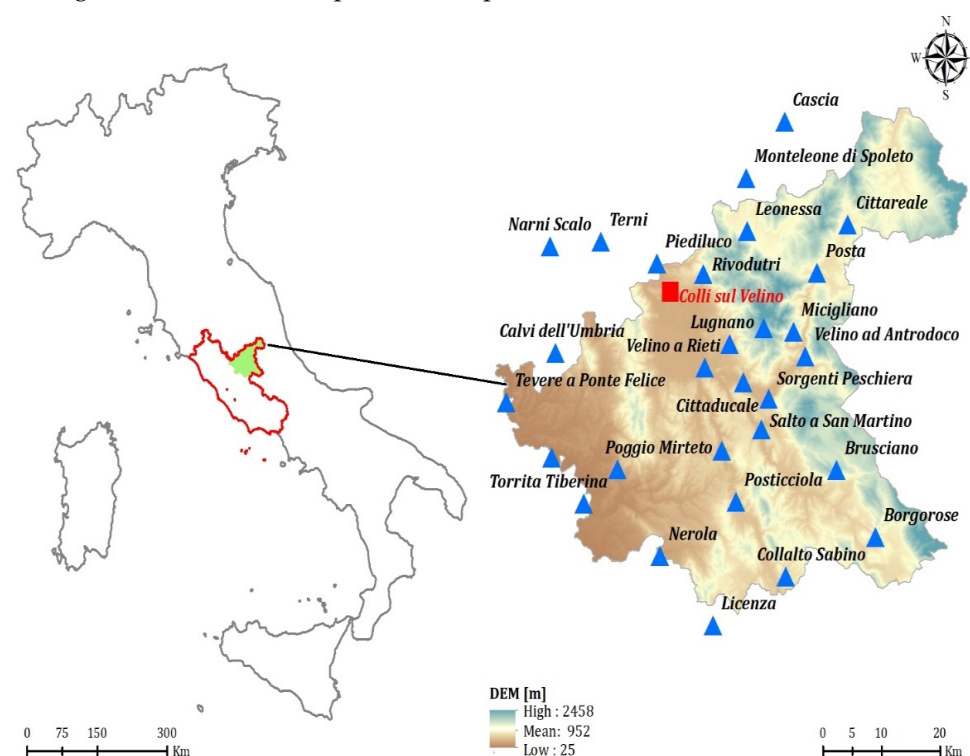 N
W
S
Cascia
Monteleone di Spoleto
Leonessa
Cittareale
Narni Scalo
Terni
Piediluco
Posta
Rivodutri
Colli sul Velino
Micigliano
Lugnano
Calvi dell'Umbria
Velino ad Antrodoco
Velino a Rieti
Tevere a Ponte Felice
Sorgenti Peschiera
Cittaducale
Salto a San Martino
Poggio Mirteto
Brusciano
Torrita Tiberina
Posticciola
Borgorose
Nerola
Collalto Sabino
Licenza
DEM [m]
High : 2458
Mean: 952
Low : 25
0 75 150 300
Km
0 5 10 20
Km